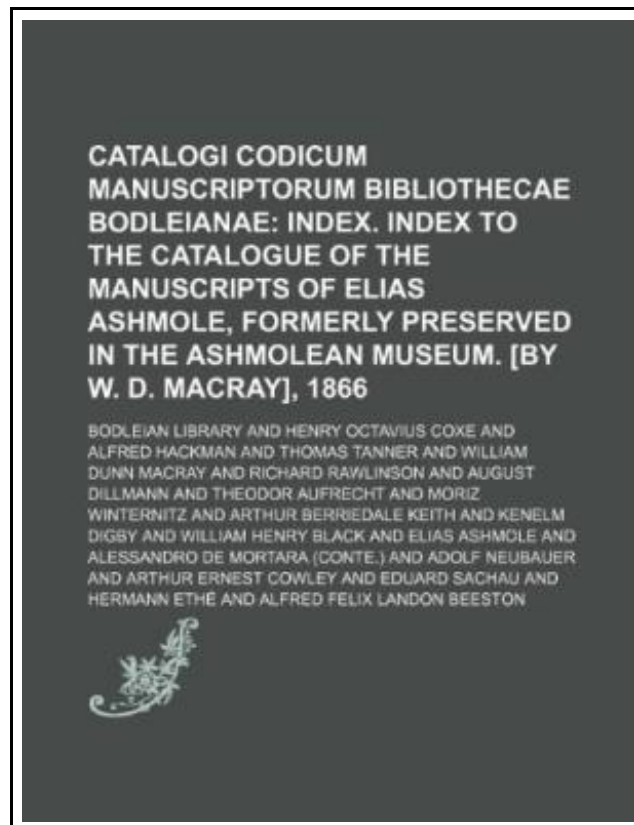 CATALOGI CODICUM
MANUSCRIPTORUM BIBLIOTHECAE
BODLEIANAE: INDEX. INDEX TO
THE CATALOGUE OF THE
MANUSCRIPTS OF ELIAS
ASHMOLE, FORMERLY PRESERVED
IN THE ASHMOLEAN MUSEUM. [BY
W. D. MACRAY], 1866
BODLEIAN LIBRARY AND HENRY OCTAVIUS COXE AND
ALFRED HACKMAN AND THOMAS TANNER AND WILLIAM
DUNN MACRAY AND RICHARD RAWLINSON AND AUGUST
DILLMANN AND THEODOR AUFRECHT AND MORIZ
WINTERNITZ AND ARTHUR BERRIEDALE KEITH AND KENELM
DIGBY AND WILLIAM HENRY BLACK AND ELIAS ASHMOLE AND
ALESSANDRO DE MORTARA (CONTE.) AND ADOLF NEUBAUER
AND ARTHUR ERNEST COWLEY AND EDUARD SACHAU AND
HERMANN ETHÉ AND ALFRED FELIX LANDON BEESTON